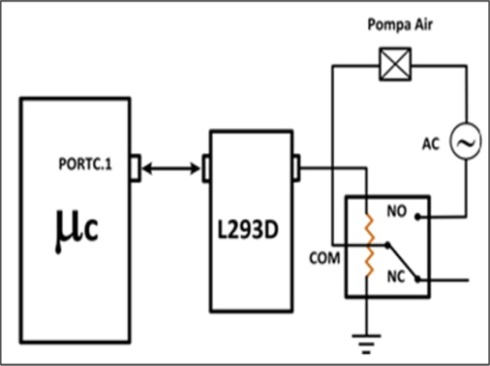 Pompa Air
AC
PORTC.1
μc
L293D
NO
COM
NC